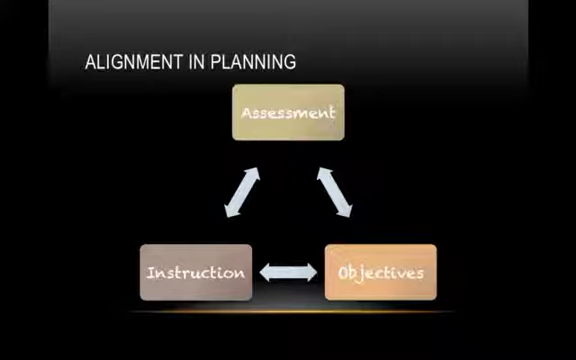 ALIGNMENT IN PLANNING
Assessment
Instruction
Objectives